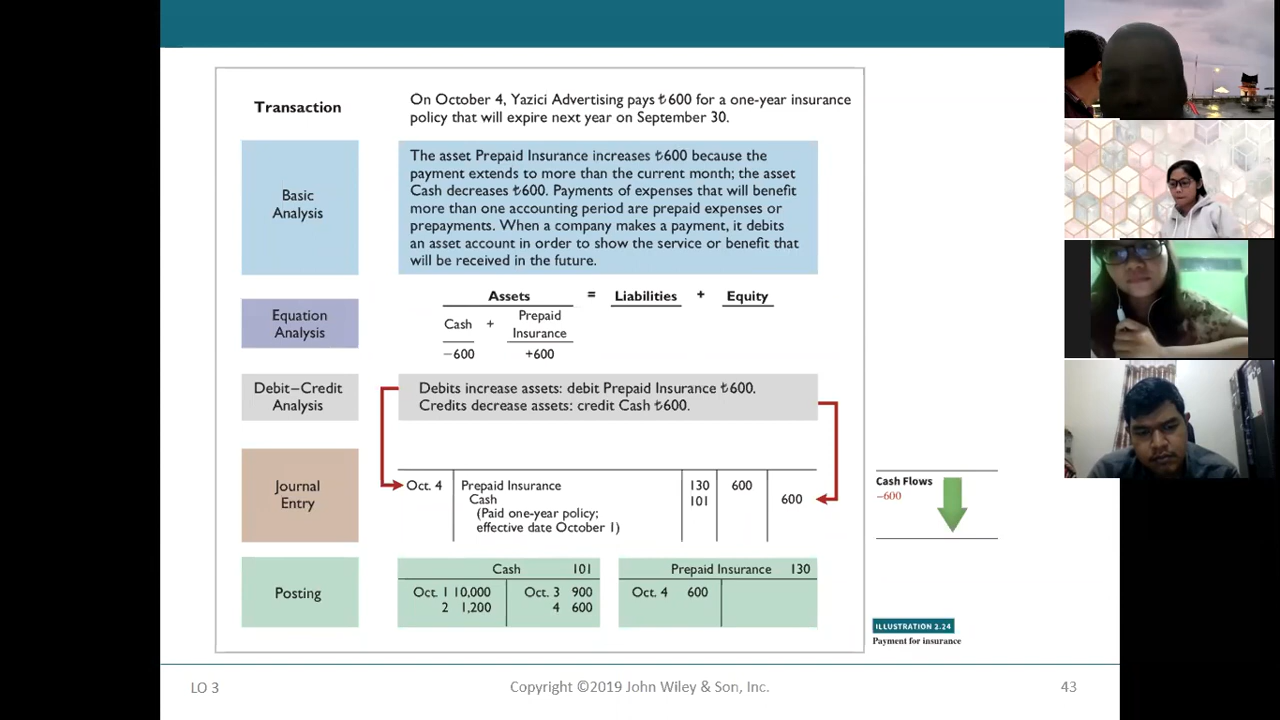 Transaction
On October 4, Yazici Advertising pays ₺600 for a one-year insurance
policy that will expire next year on September 30.
Basic
Analysis
The asset Prepaid Insurance increases ₺600 because the
payment extends to more than the current month; the asset
Cash decreases ₺600. Payments of expenses that will benefit
more than one accounting period are prepaid expenses or
prepayments. When a company makes a payment, it debits
an asset account in order to show the service or benefit that
will be received in the future.
Equation
Analysis
Assets = Liabilities + Equity
Cash + Prepaid
Insurance
−600 +600
Debit–Credit
Analysis
Debits increase assets: debit Prepaid Insurance ₺600.
Credits decrease assets: credit Cash ₺600.
Journal
Entry
Oct. 4 Prepaid Insurance 130 600
Cash 101 600
(Paid one-year policy;
effective date October 1)
Cash Flows
−600
Posting
Cash 101
Oct. 1 10,000 Oct. 3 900
2 1,200 4 600
Prepaid Insurance 130
Oct. 4 600
ILLUSTRATION 2.24
Payment for insurance
LO 3
Copyright ©2019 John Wiley & Son, Inc.
43